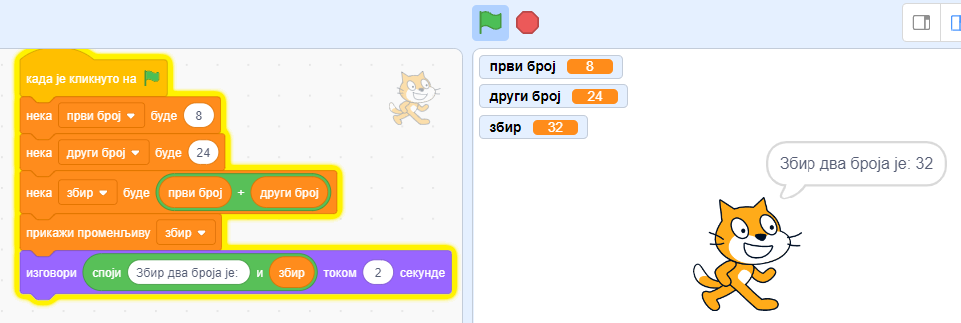 када је кликнуто на
нека први број буде 8
нека други број буде 24
нека збир буде први број + други број
прикажи променљиву збир
изговори споји Збир два броја је: и збир током 2 секунде
први број 8
други број 24
збир 32
Збир два броја је: 32